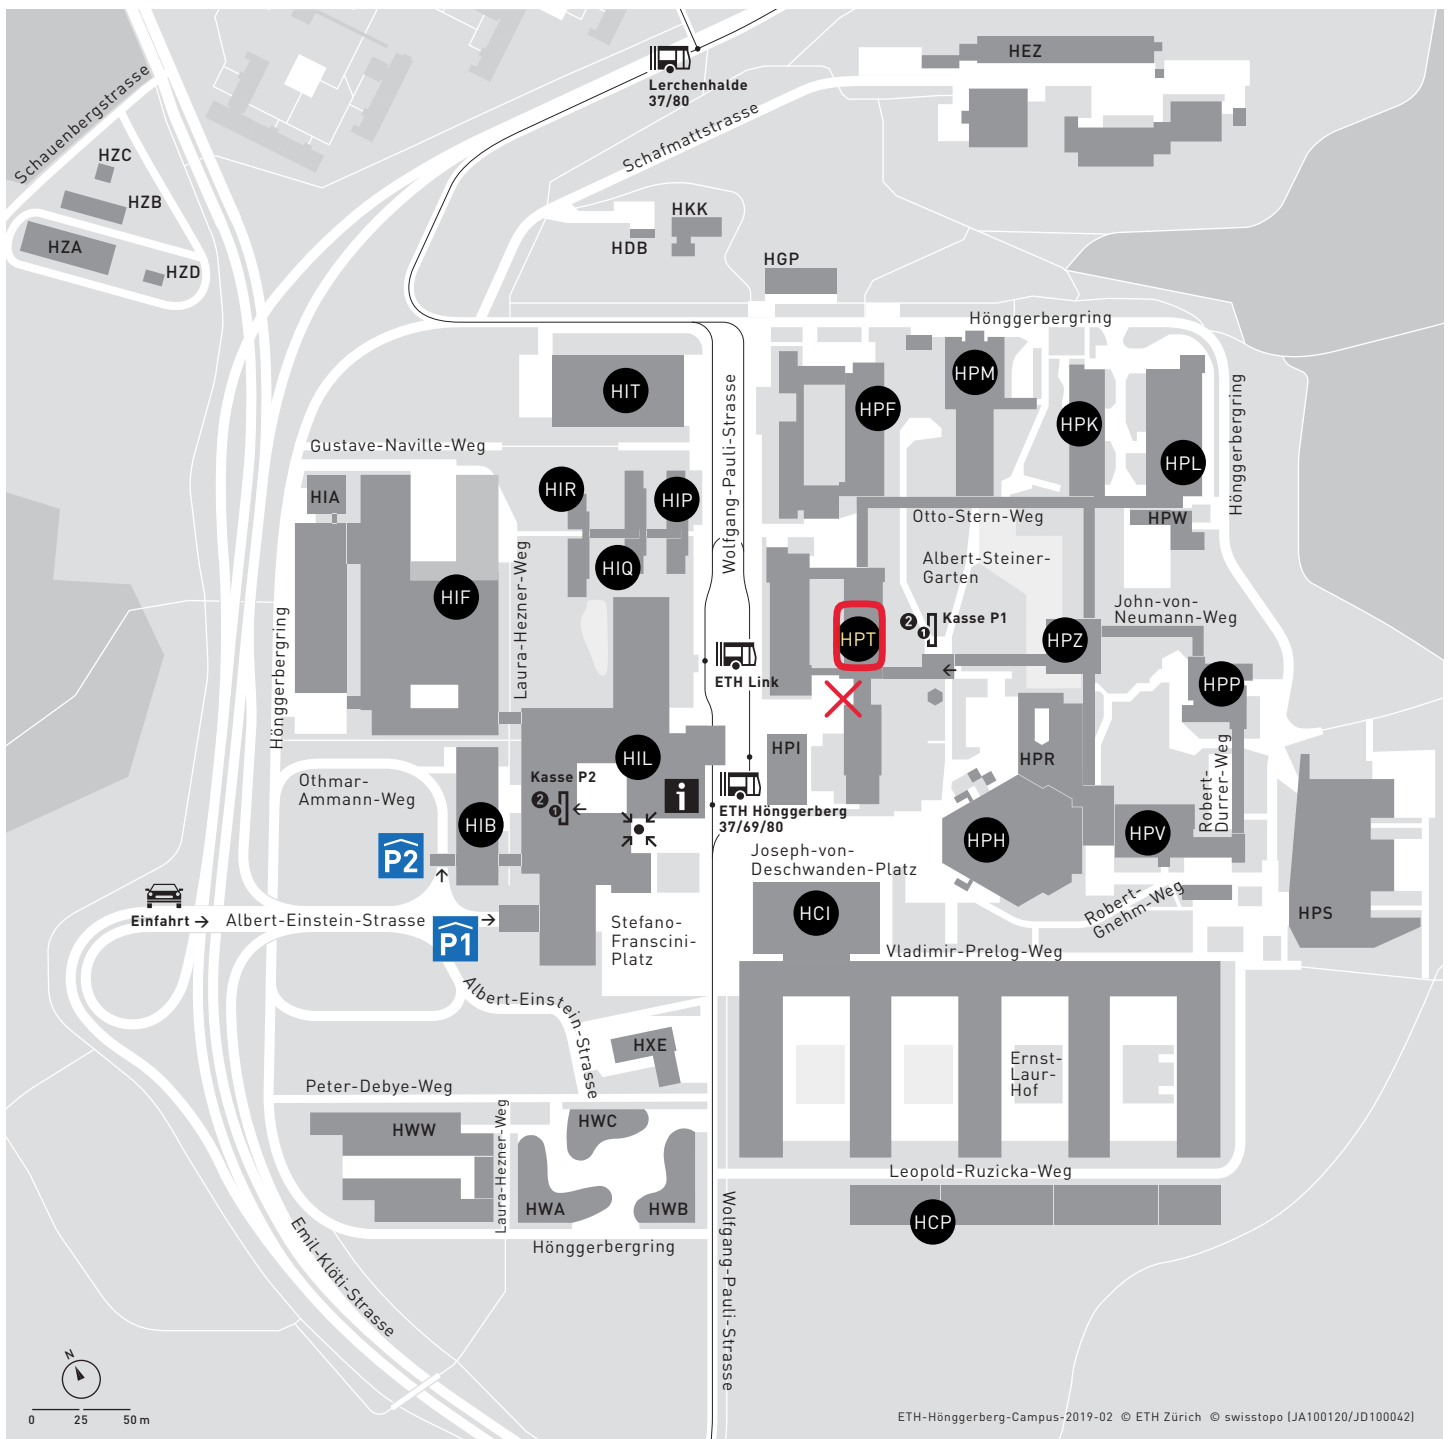 HEZ
Lerchenhalde
37/80
Schauenbergstrasse
Schafmattstrasse
HZC
HZB
HKK
HZA
HDB
HZD
HGP
Hönggerbergring
HPM
HIT
HPF
Wolfgang-Pauli-Strasse
HPK
Hönggerbergring
Gustave-Naville-Weg
HPL
HIR
HIP
HIA
Otto-Stern-Weg
HPW
Albert-Steiner-
Garten
HIQ
HIF
Laura-Hezner-Weg
John-von-
Neumann-Weg
2
1
Kasse P1
HPT
HPZ
Hönggerbergring
ETH Link
HPP
HIL
HPI
HPR
Othmar-
Ammann-Weg
Kasse P2
2
1
i
Robert-
Durrer-Weg
ETH Hönggerberg
37/69/80
HIB
HPH
HPV
P2
Joseph-von-
Deschwanden-Platz
Einfahrt →
Albert-Einstein-Strasse
P1
Stefano-
Franscini-
Platz
HCI
Robert-
Gnehm-Weg
HPS
Vladimir-Prelog-Weg
Albert-Einstein-Strasse
HXE
Ernst-
Laur-
Hof
Peter-Debye-Weg
HWW
Laura-Hezner-Weg
HWC
HWA
HWB
Leopold-Ruzicka-Weg
HCP
Hönggerbergring
Emil-Klöti-Strasse
Wolfgang-Pauli-Strasse
N
0 25 50 m
ETH-Hönggerberg-Campus-2019-02 © ETH Zürich © swisstopo (JA100120/JD100042)